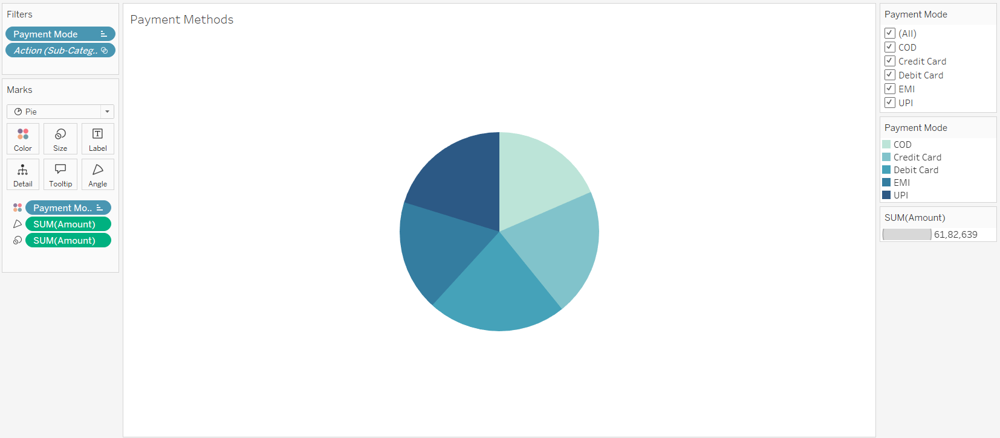 Filters
Payment Mode
Action (Sub-Categ..
Marks
Pie
Color
Size
Label
Detail
Tooltip
Angle
Payment Mo..
SUM(Amount)
SUM(Amount)
Payment Methods
Payment Mode
(All)
COD
Credit Card
Debit Card
EMI
UPI
Payment Mode
COD
Credit Card
Debit Card
EMI
UPI
SUM(Amount)
61,82,639